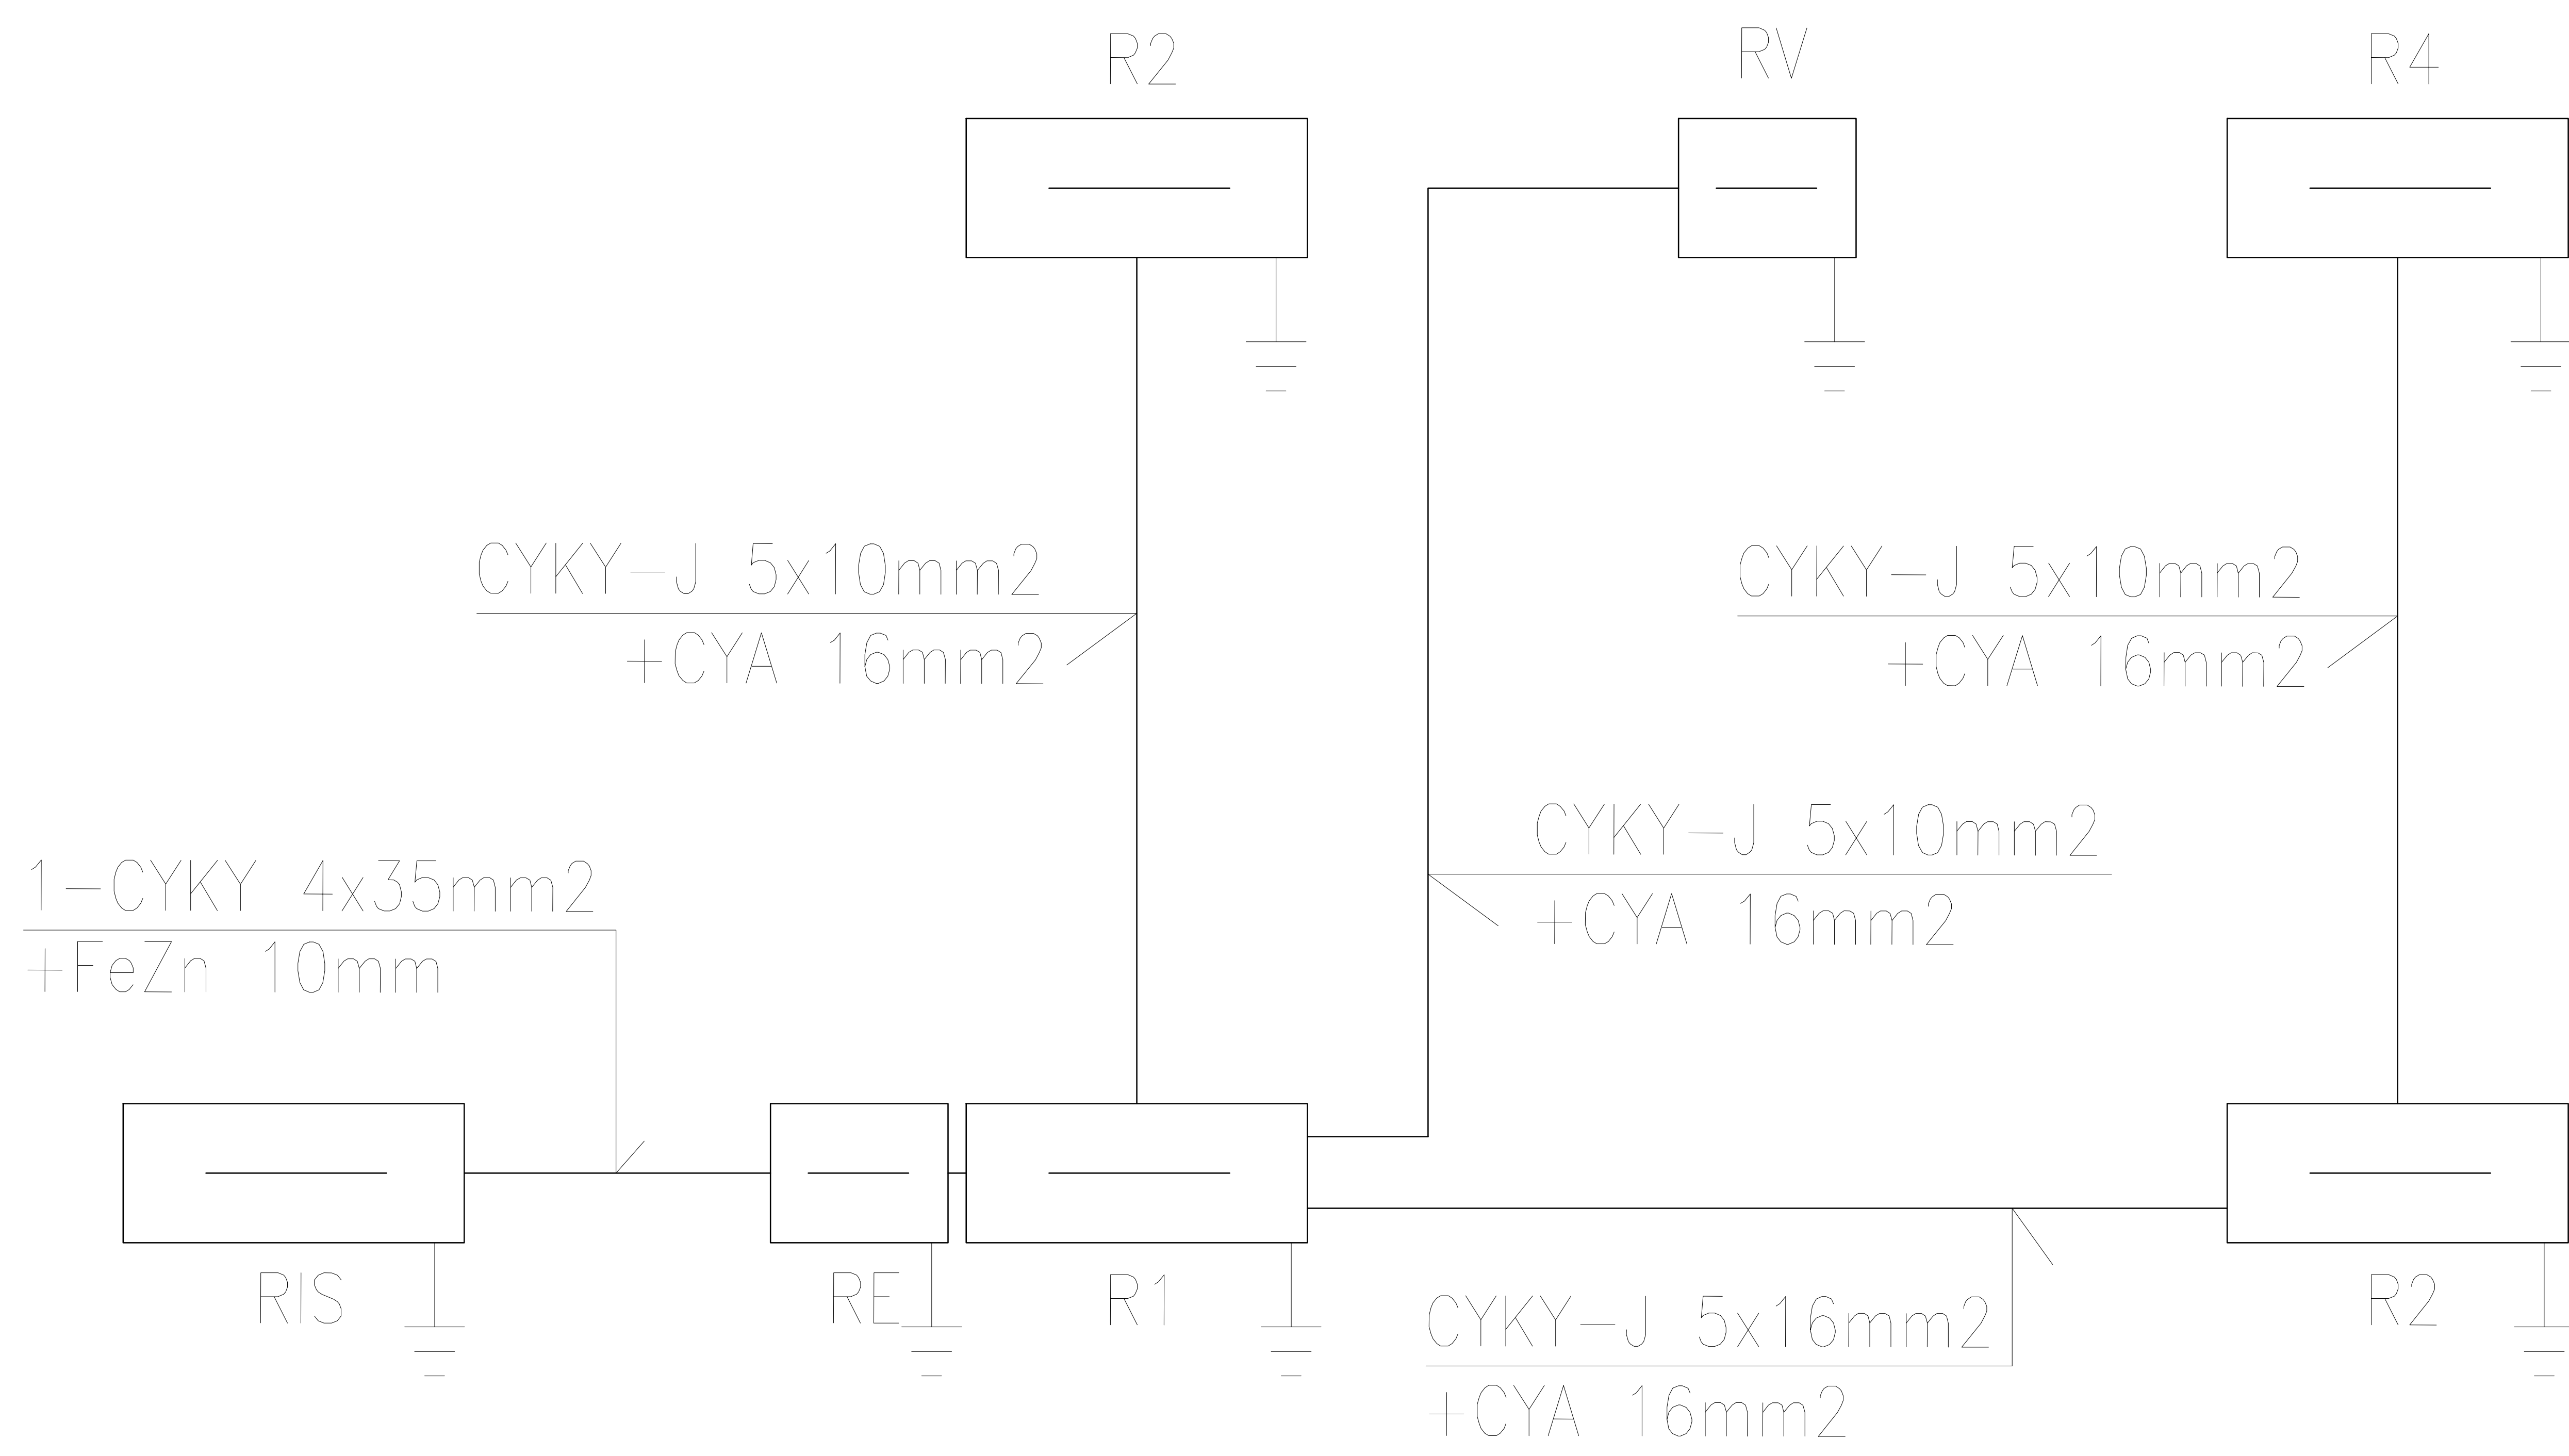 R2
RV
R4
CYKY-J 5x10mm2
+CYA 16mm2
CYKY-J 5x10mm2
+CYA 16mm2
CYKY-J 5x10mm2
+CYA 16mm2
1-CYKY 4x35mm2
+FeZn 10mm
RIS
RE
R1
R2
CYKY-J 5x16mm2
+CYA 16mm2